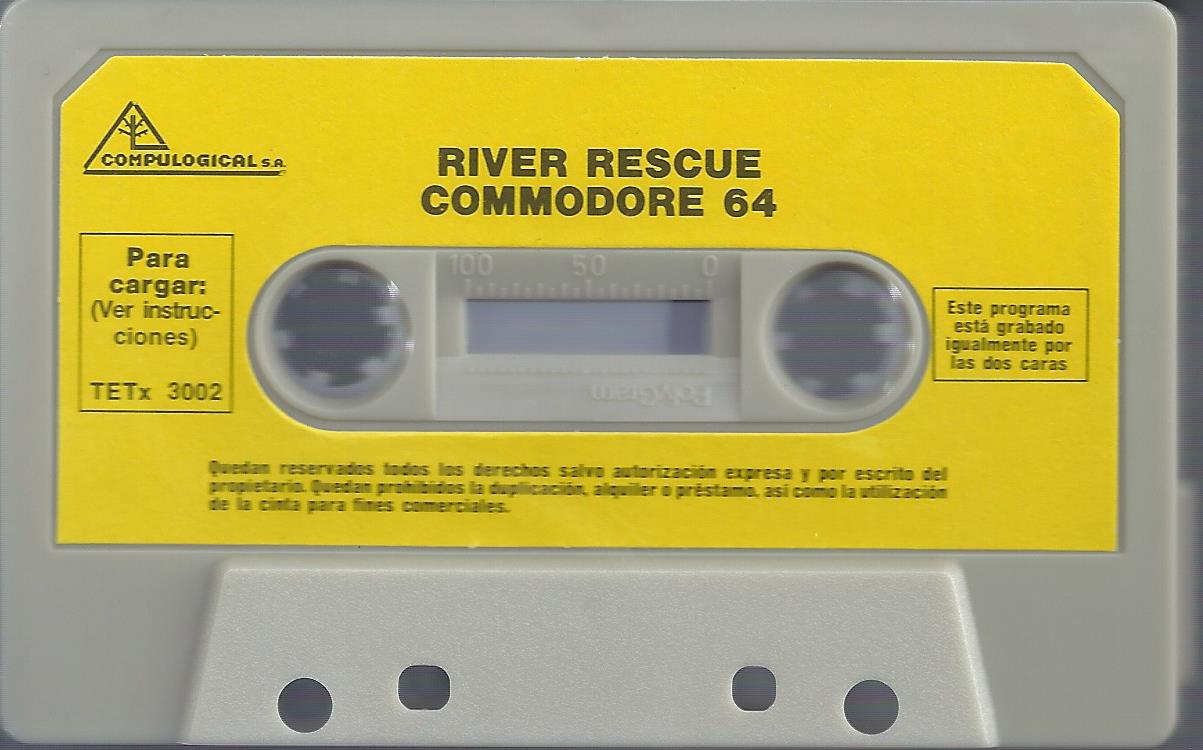 COMPULOGICAL S.A.
RIVER RESCUE
COMMODORE 64
Para
cargar:
(Ver instruc-
ciones)
TETx 3002
100 50 0
PolyGram
Este programa
está grabado
igualmente por
las dos caras
Quedan reservados todos los derechos salvo autorización expresa y por escrito del
propietario. Quedan prohibidos la duplicación, alquiler o préstamo, así como la utilización
de la cinta para fines comerciales.